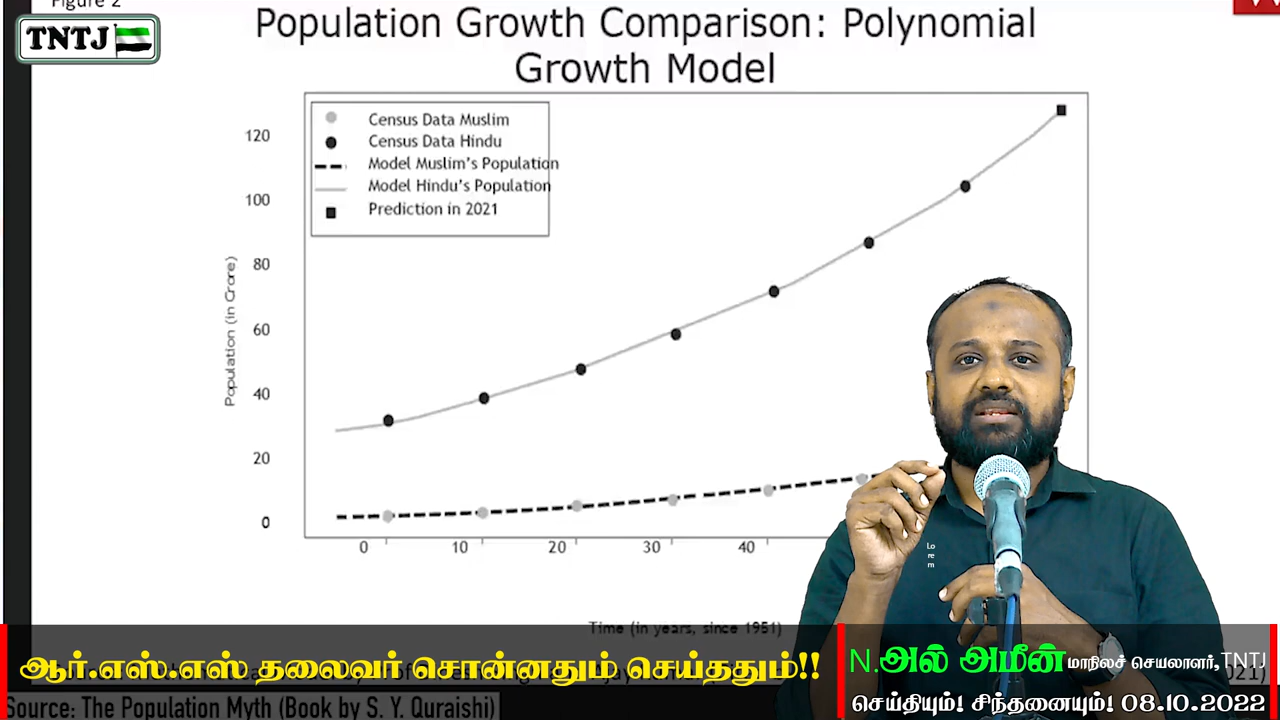 Figure 2
TNTJ
Population Growth Comparison: Polynomial
Growth Model
Census Data Muslim
Census Data Hindu
Model Muslim's Population
Model Hindu's Population
Prediction in 2021
Population (in Crore)
120
100
80
60
40
20
0
0 10 20 30 40
Lo
re
m
Time (in years, since 1951)
ஆர்.எஸ்.எஸ் தலைவர் சொன்னதும் செய்ததும்!!
N.அல் அமீன் மாநிலச் செயலாளர்,TNTJ
021)
Source: The Population Myth (Book by S. Y. Quraishi)
செய்தியும்! சிந்தனையும்! 08.10.2022